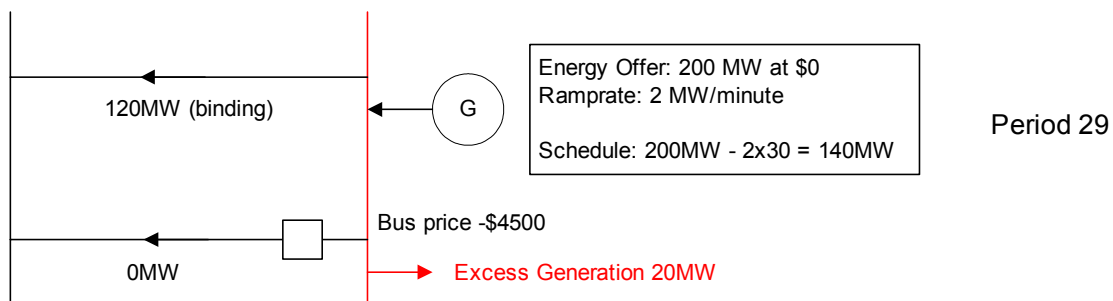 120MW (binding)
G
Energy Offer: 200 MW at $0
Ramprate: 2 MW/minute
Schedule: 200MW - 2x30 = 140MW
Period 29
Bus price -$4500
0MW
Excess Generation 20MW